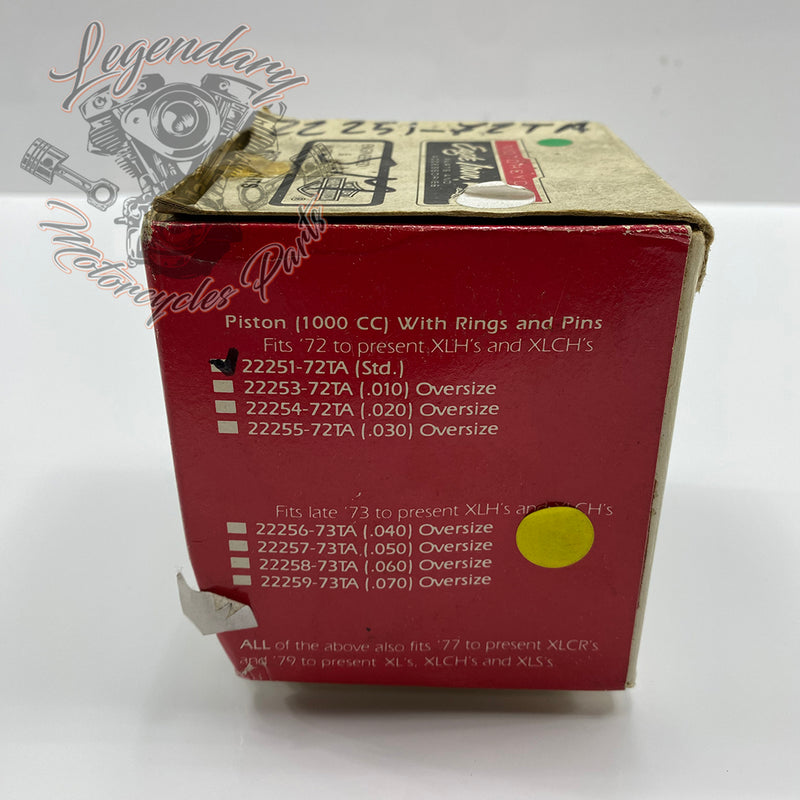 Legendary
Motorcycles Parts
22251-72TA
Piston (1000 CC) With Rings and Pins
Fits '72 to present XLH's and XLCH's
22251-72TA (Std.)
22253-72TA (.010) Oversize
22254-72TA (.020) Oversize
22255-72TA (.030) Oversize
Fits late '73 to present XLH's and XLCH's
22256-73TA (.040) Oversize
22257-73TA (.050) Oversize
22258-73TA (.060) Oversize
22259-73TA (.070) Oversize
ALL of the above also fits '77 to present XLCR's
and '79 to present XL's, XLCH's and XLS's